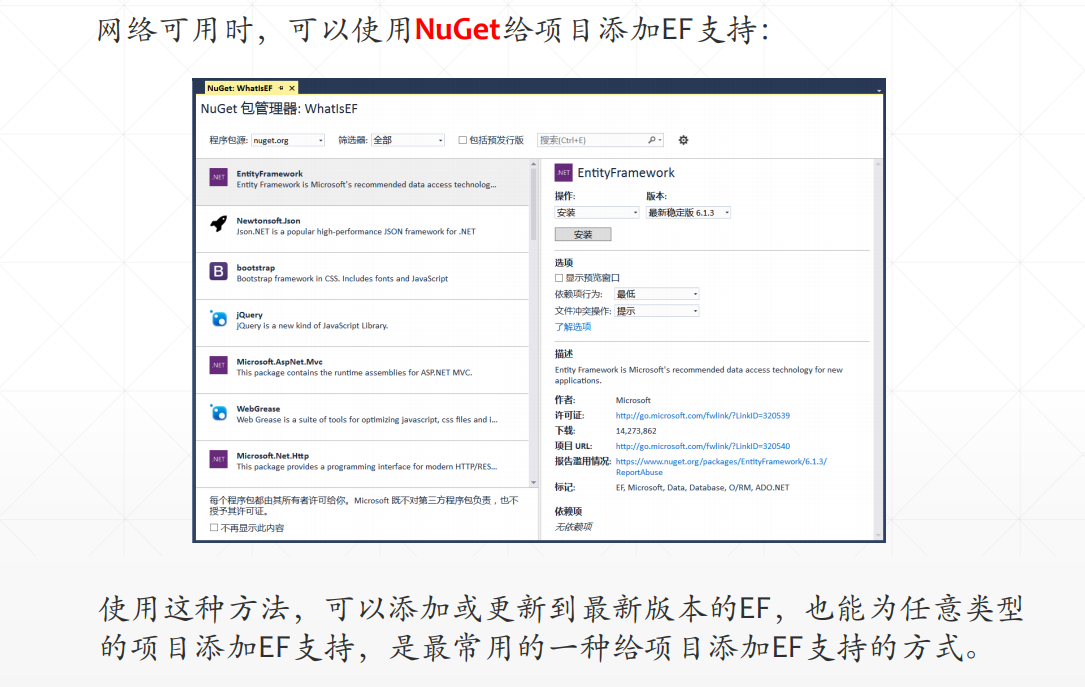 网络可用时，可以使用NuGet给项目添加EF支持：
NuGet: WhatIsEF
NuGet 包管理器: WhatIsEF
程序包源: nuget.org 筛选器: 全部 包括预发行版 搜索(Ctrl+E)
.NET
EntityFramework
Entity Framework is Microsoft's recommended data access technolog...
Newtonsoft.Json
Json.NET is a popular high-performance JSON framework for .NET
B
bootstrap
Bootstrap framework in CSS. Includes fonts and JavaScript
jQuery
jQuery is a new kind of JavaScript Library.
.NET
Microsoft.AspNet.Mvc
This package contains the runtime assemblies for ASP.NET MVC.
WebGrease
Web Grease is a suite of tools for optimizing javascript, css files and i...
.NET
Microsoft.Net.Http
This package provides a programming interface for modern HTTP/RES...
每个程序包都由其所有者许可给你。Microsoft 既不对第三方程序包负责，也不
授予其许可证。
不再显示此内容
.NET EntityFramework
操作: 版本:
安装 最新稳定版 6.1.3
安装
选项
显示预览窗口
依赖项行为: 最低
文件冲突操作: 提示
了解选项
描述
Entity Framework is Microsoft's recommended data access technology for new
applications.
作者: Microsoft
许可证: http://go.microsoft.com/fwlink/?LinkID=320539
下载: 14,273,862
项目 URL: http://go.microsoft.com/fwlink/?LinkID=320540
报告滥用情况: https://www.nuget.org/packages/EntityFramework/6.1.3/
ReportAbuse
标记: EF, Microsoft, Data, Database, O/RM, ADO.NET
依赖项
无依赖项
使用这种方法，可以添加或更新到最新版本的EF，也能为任意类型
的项目添加EF支持，是最常用的一种给项目添加EF支持的方式。